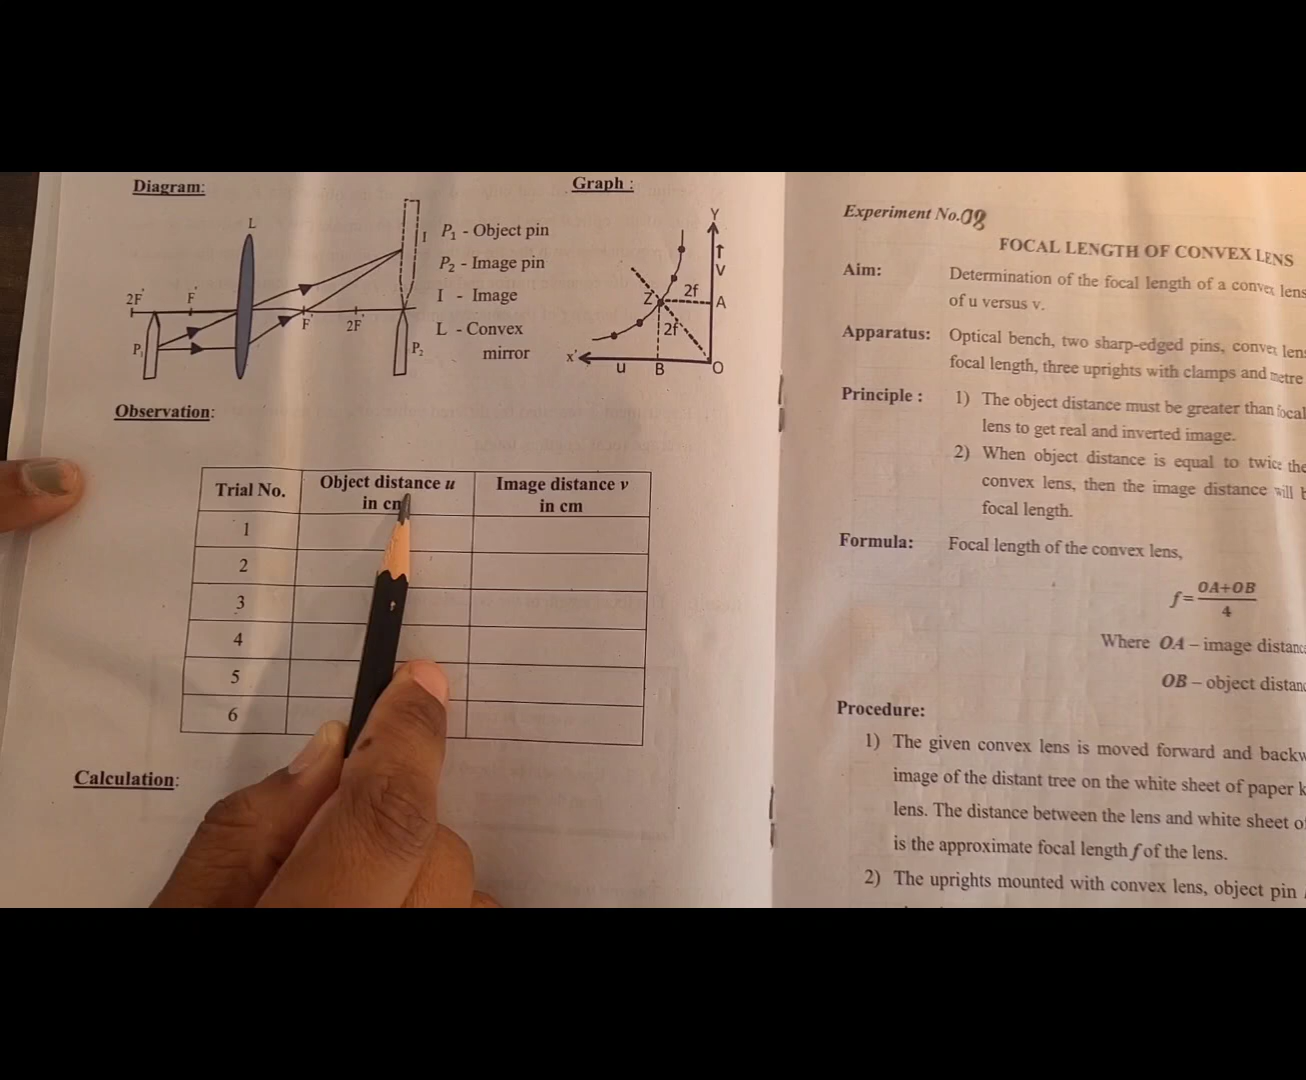 Diagram:
L
2F'
F'
F
2F
P1
P2
I
P1 - Object pin
P2 - Image pin
I - Image
L - Convex
mirror
Graph :
Y
↑
V
2f
Z
A
2f
x'
u
B
O
Observation:
Trial No.
Object distance u
in cm
Image distance v
in cm
1
2
3
4
5
6
Calculation:
Experiment No.08
FOCAL LENGTH OF CONVEX LENS
Aim:
Determination of the focal length of a convex lens
of u versus v.
Apparatus:
Optical bench, two sharp-edged pins, convex
focal length, three uprights with clamps and metre
Principle :
1) The object distance must be greater than focal
lens to get real and inverted image.
2) When object distance is equal to twice the
convex lens, then the image distance will
focal length.
Formula:
Focal length of the convex lens,
f=OA+OB/4
Where OA – image
OB – object
Procedure:
1) The given convex lens is moved forward and
image of the distant tree on the white sheet of paper
lens. The distance between the lens and white sheet
is the approximate focal length f of the lens.
2) The uprights mounted with convex lens, object pin